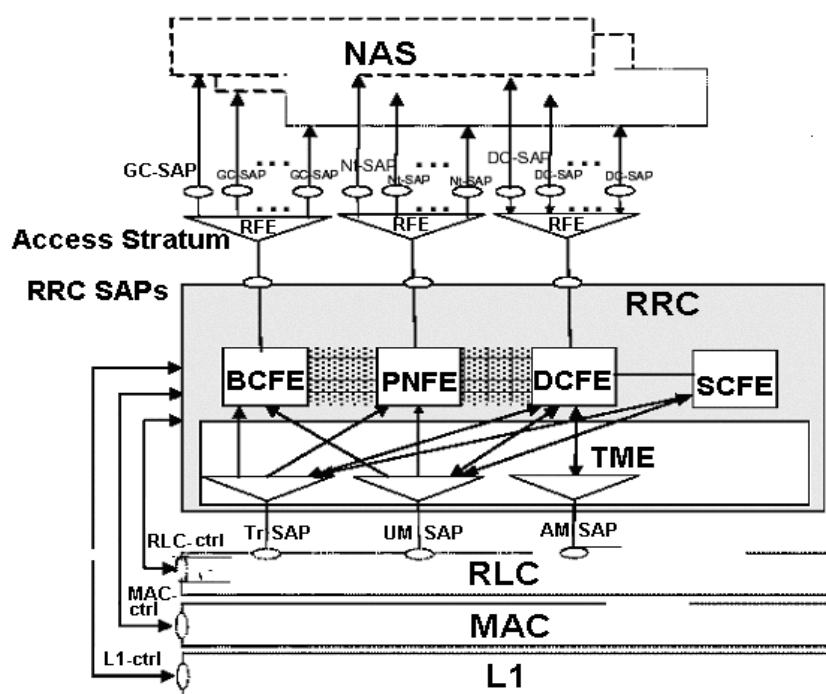 NAS
GC-SAP
GC-SAP
GC-SAP
Nt-SAP
Nt-SAP
Nt-SAP
DC-SAP
DC-SAP
DC-SAP
RFE
RFE
RFE
Access Stratum
RRC SAPs
RRC
BCFE
PNFE
DCFE
SCFE
TME
Tr SAP
UM SAP
AM SAP
RLC-ctrl
RLC
MAC-
ctrl
MAC
L1-ctrl
L1